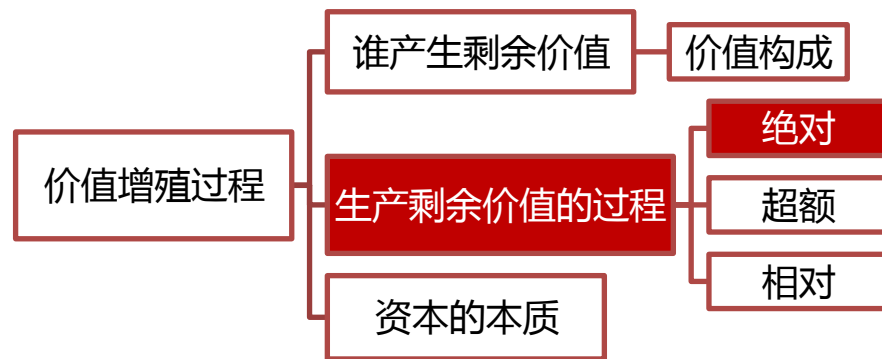 价值增殖过程
谁产生剩余价值
价值构成
生产剩余价值的过程
绝对
超额
相对
资本的本质